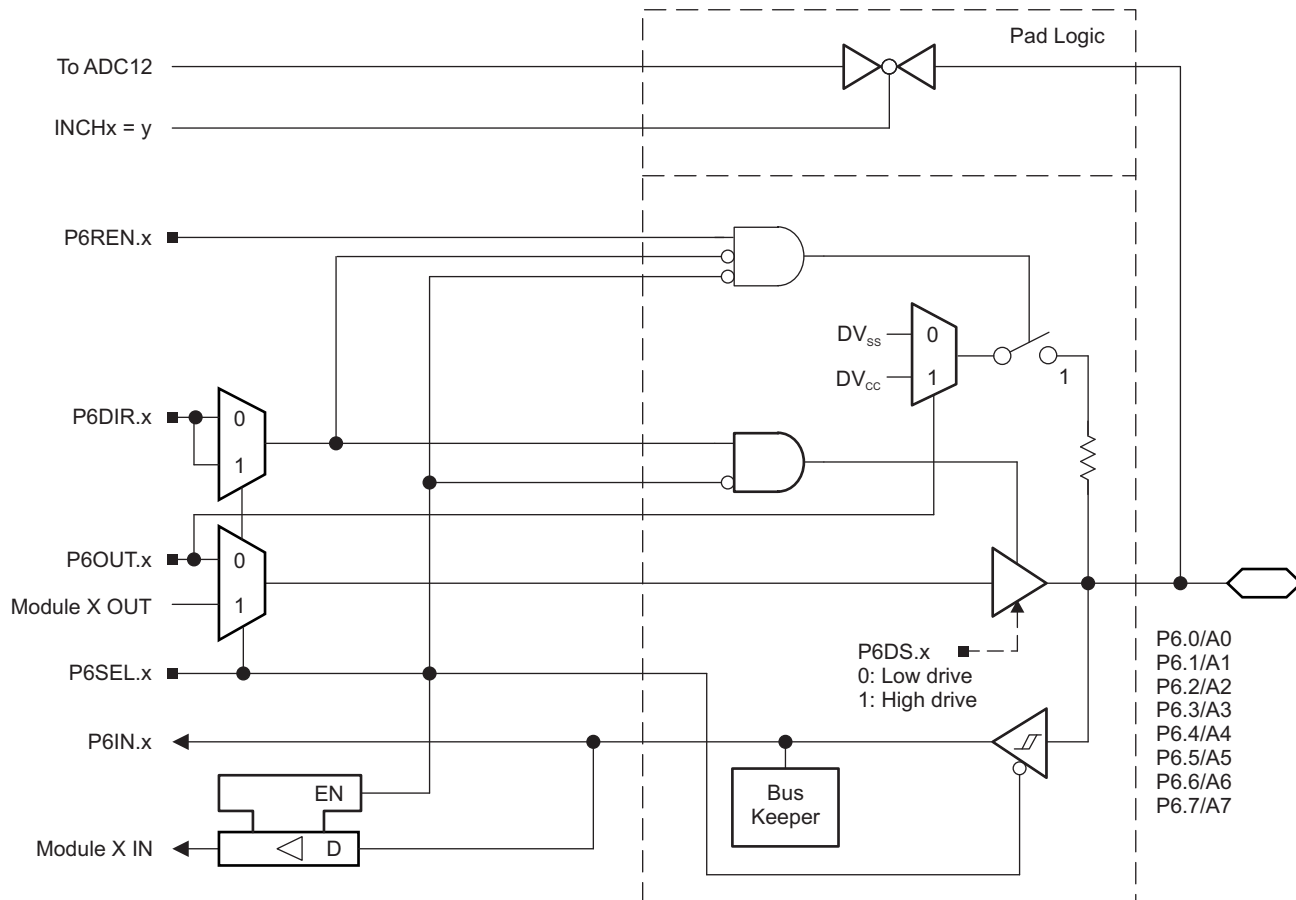 Pad Logic
To ADC12
INCHx = y
P6REN.x
DVSS
0
DVCC
1
1
P6DIR.x
0
1
P6OUT.x
0
Module X OUT
1
P6SEL.x
P6DS.x
0: Low drive
1: High drive
P6.0/A0
P6.1/A1
P6.2/A2
P6.3/A3
P6.4/A4
P6.5/A5
P6.6/A6
P6.7/A7
P6IN.x
Bus
Keeper
EN
Module X IN
D